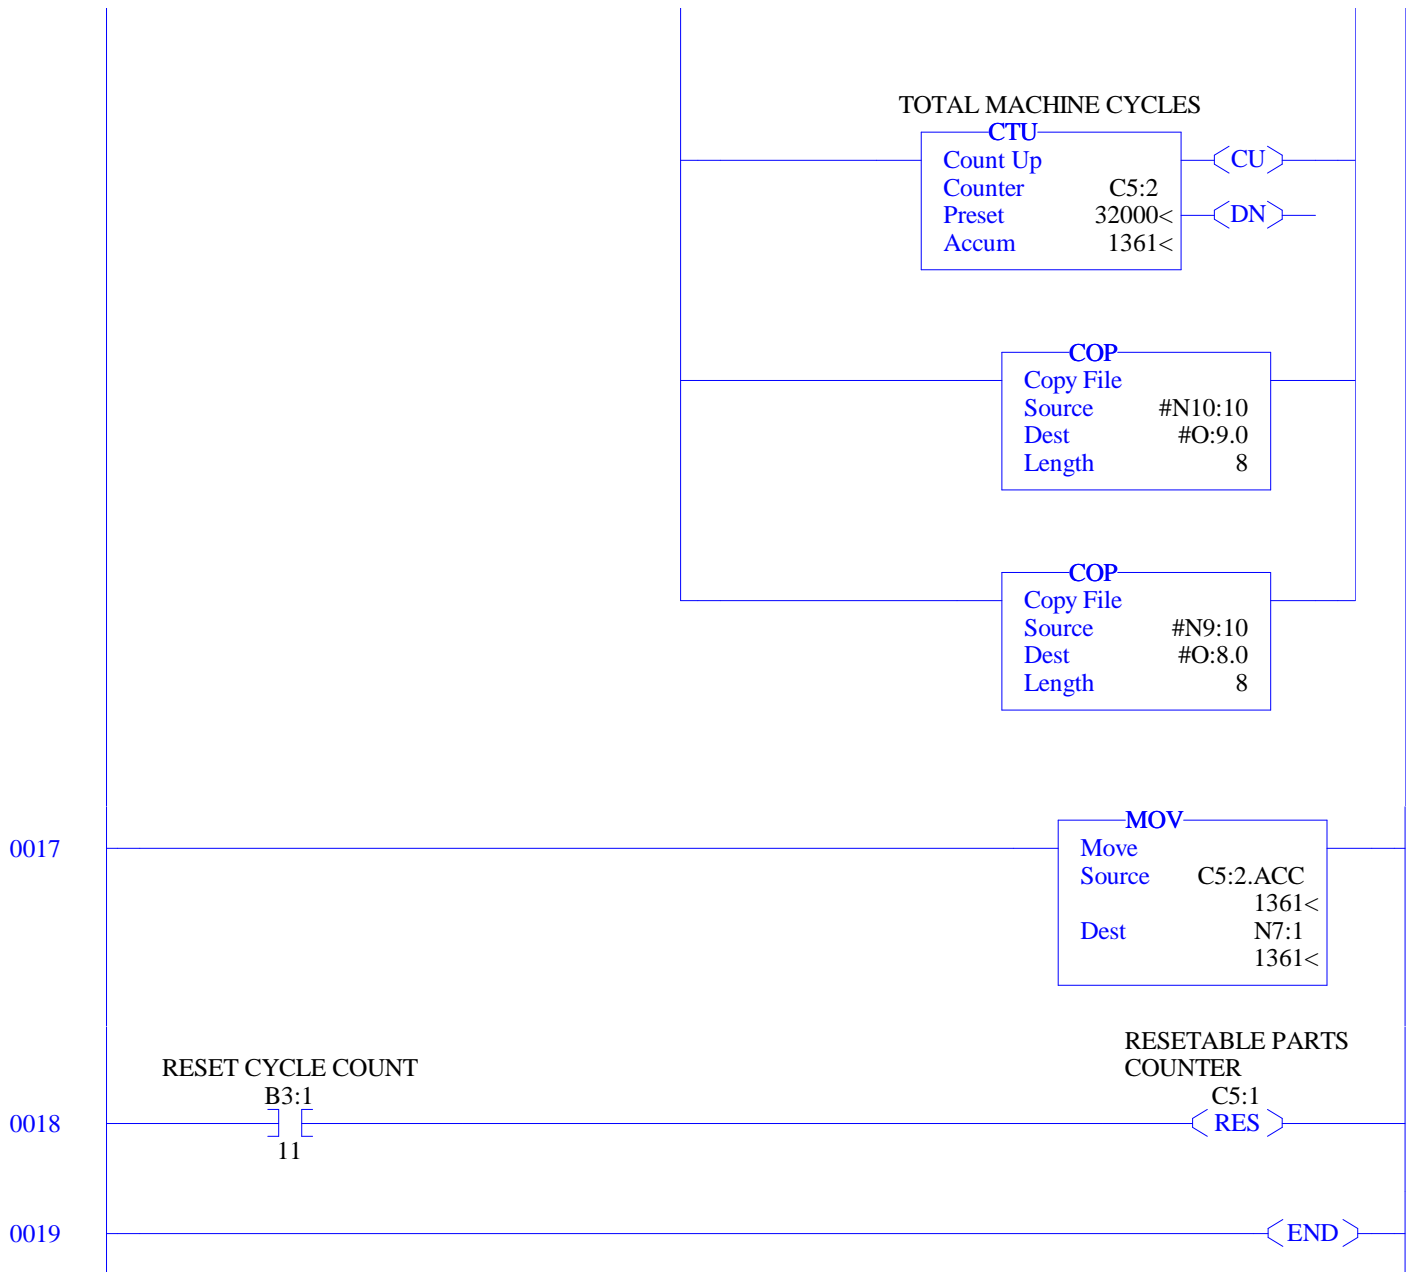 TOTAL MACHINE CYCLES
CTU
Count Up
Counter C5:2
Preset 32000<
Accum 1361<
CU
DN
COP
Copy File
Source #N10:10
Dest #O:9.0
Length 8
COP
Copy File
Source #N9:10
Dest #O:8.0
Length 8
0017
MOV
Move
Source C5:2.ACC
1361<
Dest N7:1
1361<
0018
RESET CYCLE COUNT
B3:1
11
RESETABLE PARTS
COUNTER
C5:1
RES
0019
END